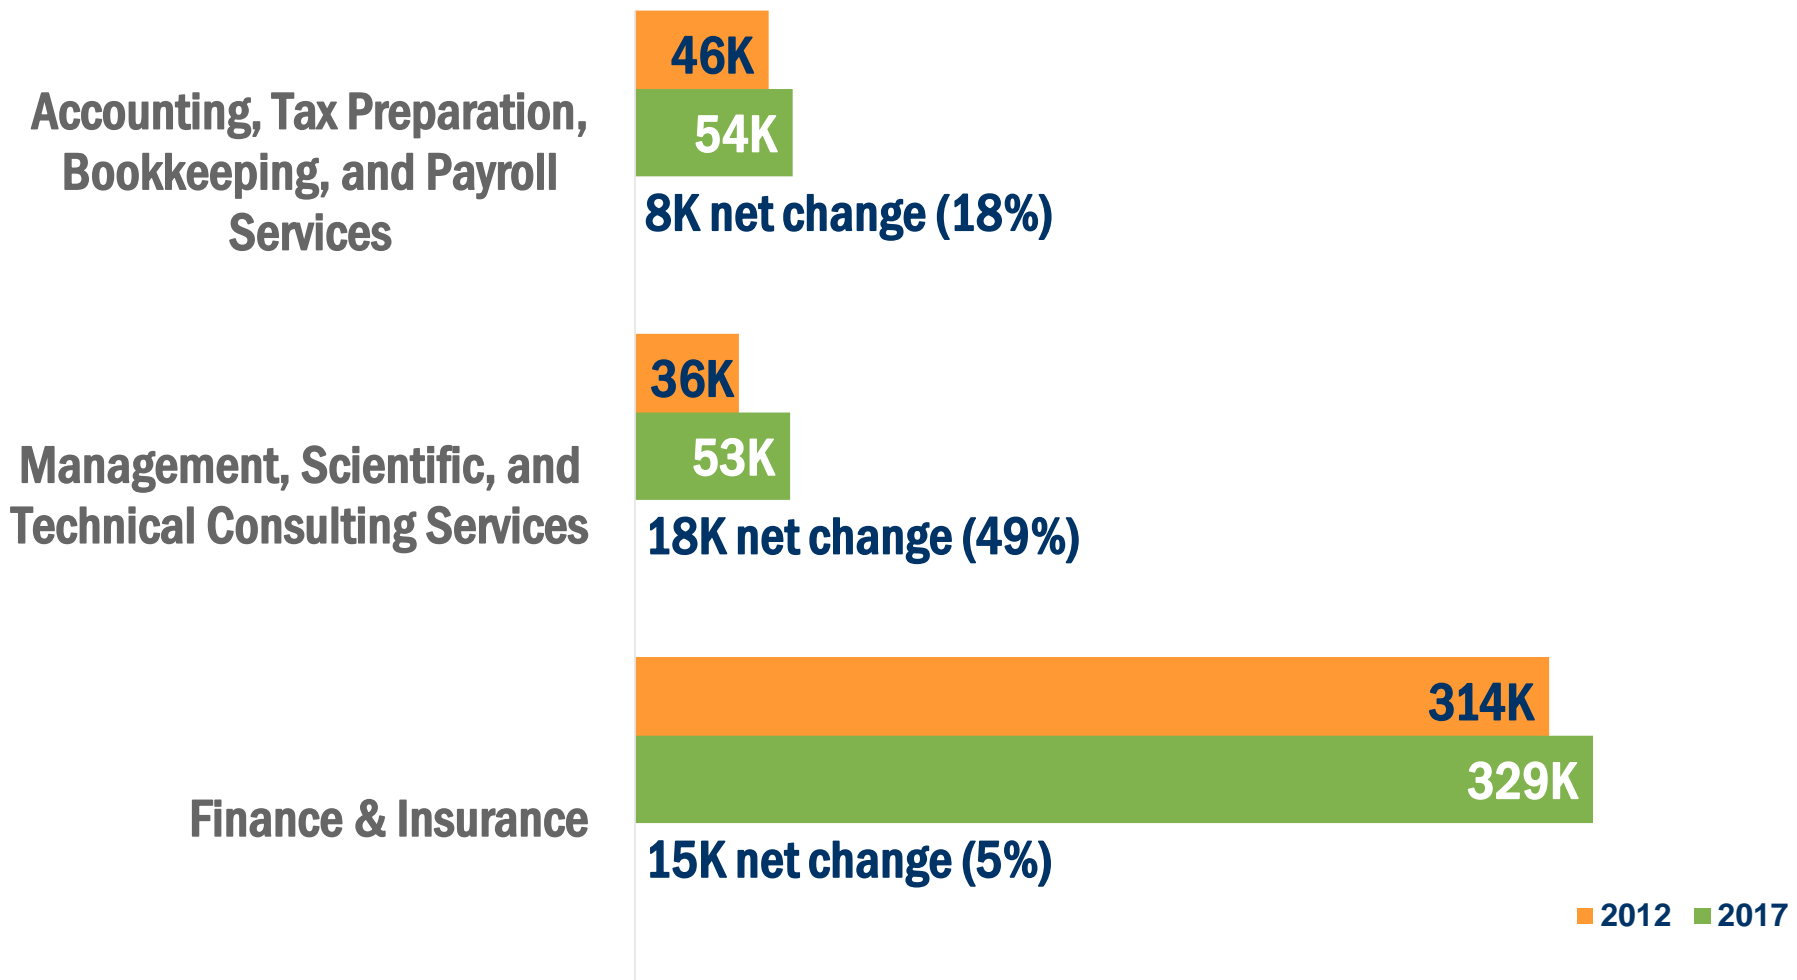 46K
Accounting, Tax Preparation,
Bookkeeping, and Payroll
Services
54K
8K net change (18%)
36K
Management, Scientific, and
Technical Consulting Services
53K
18K net change (49%)
314K
Finance & Insurance
329K
15K net change (5%)
2012 2017